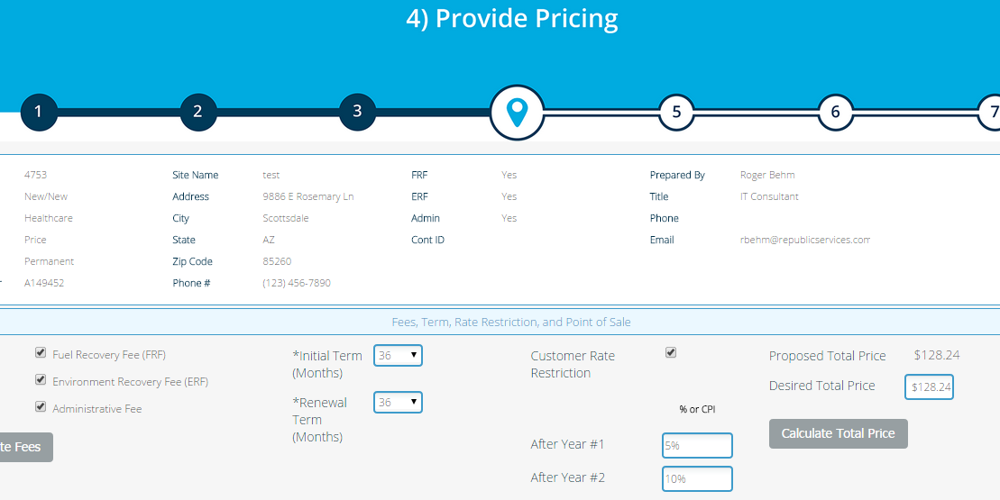 4) Provide Pricing
1 2 3 5 6 7
4753 Site Name test FRF Yes Prepared By Roger Behm
New/New Address 9886 E Rosemary Ln ERF Yes Title IT Consultant
Healthcare City Scottsdale Admin Yes Phone
Price State AZ Cont ID Email rbehm@republicservices.com
Permanent Zip Code 85260
A149452 Phone # (123) 456-7890
Fees, Term, Rate Restriction, and Point of Sale
Fuel Recovery Fee (FRF) *Initial Term 36 Customer Rate Proposed Total Price $128.24
(Months) Restriction
Environment Recovery Fee (ERF) Desired Total Price $128.24
Administrative Fee *Renewal 36 % or CPI
Term
Calculate Total Price
te Fees (Months) After Year #1 5%
After Year #2 10%